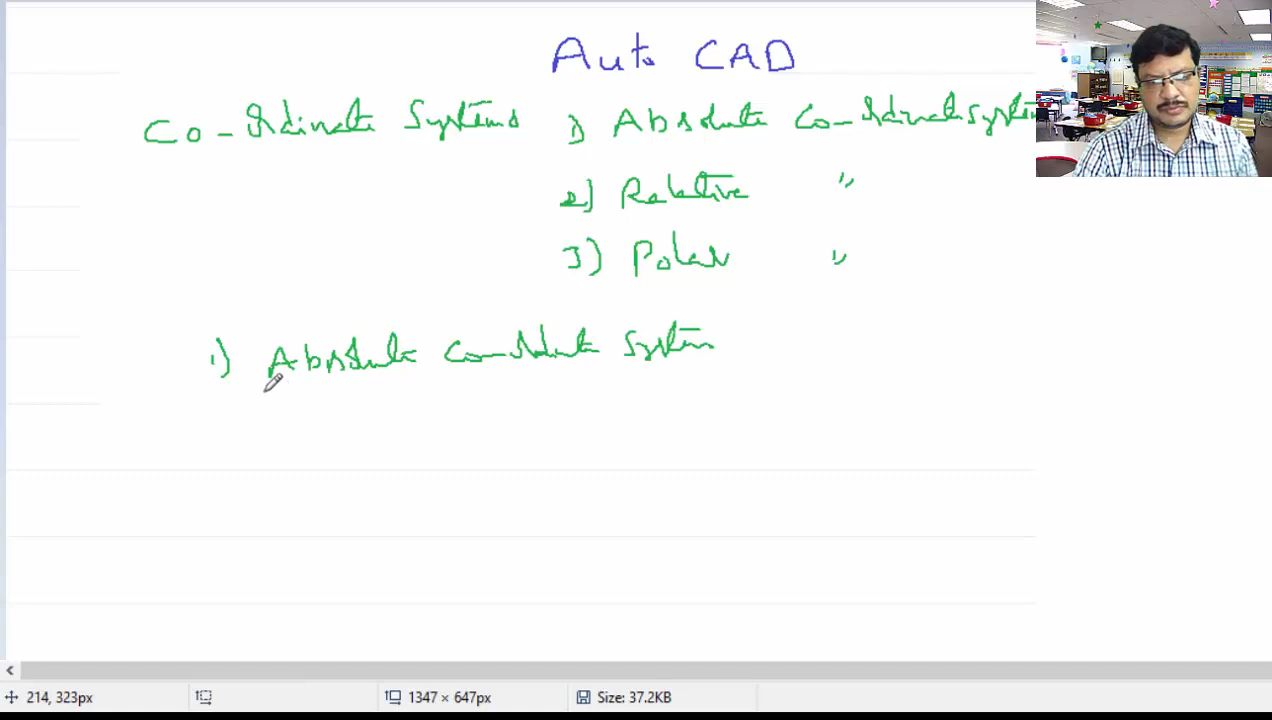 Auto CAD
Co-ordinate Systems 1) Absolute Co-ordinate System
2) Relative "
3) Polar "
1) Absolute Co-ordinate System
214, 323px 1347 × 647px Size: 37.2KB